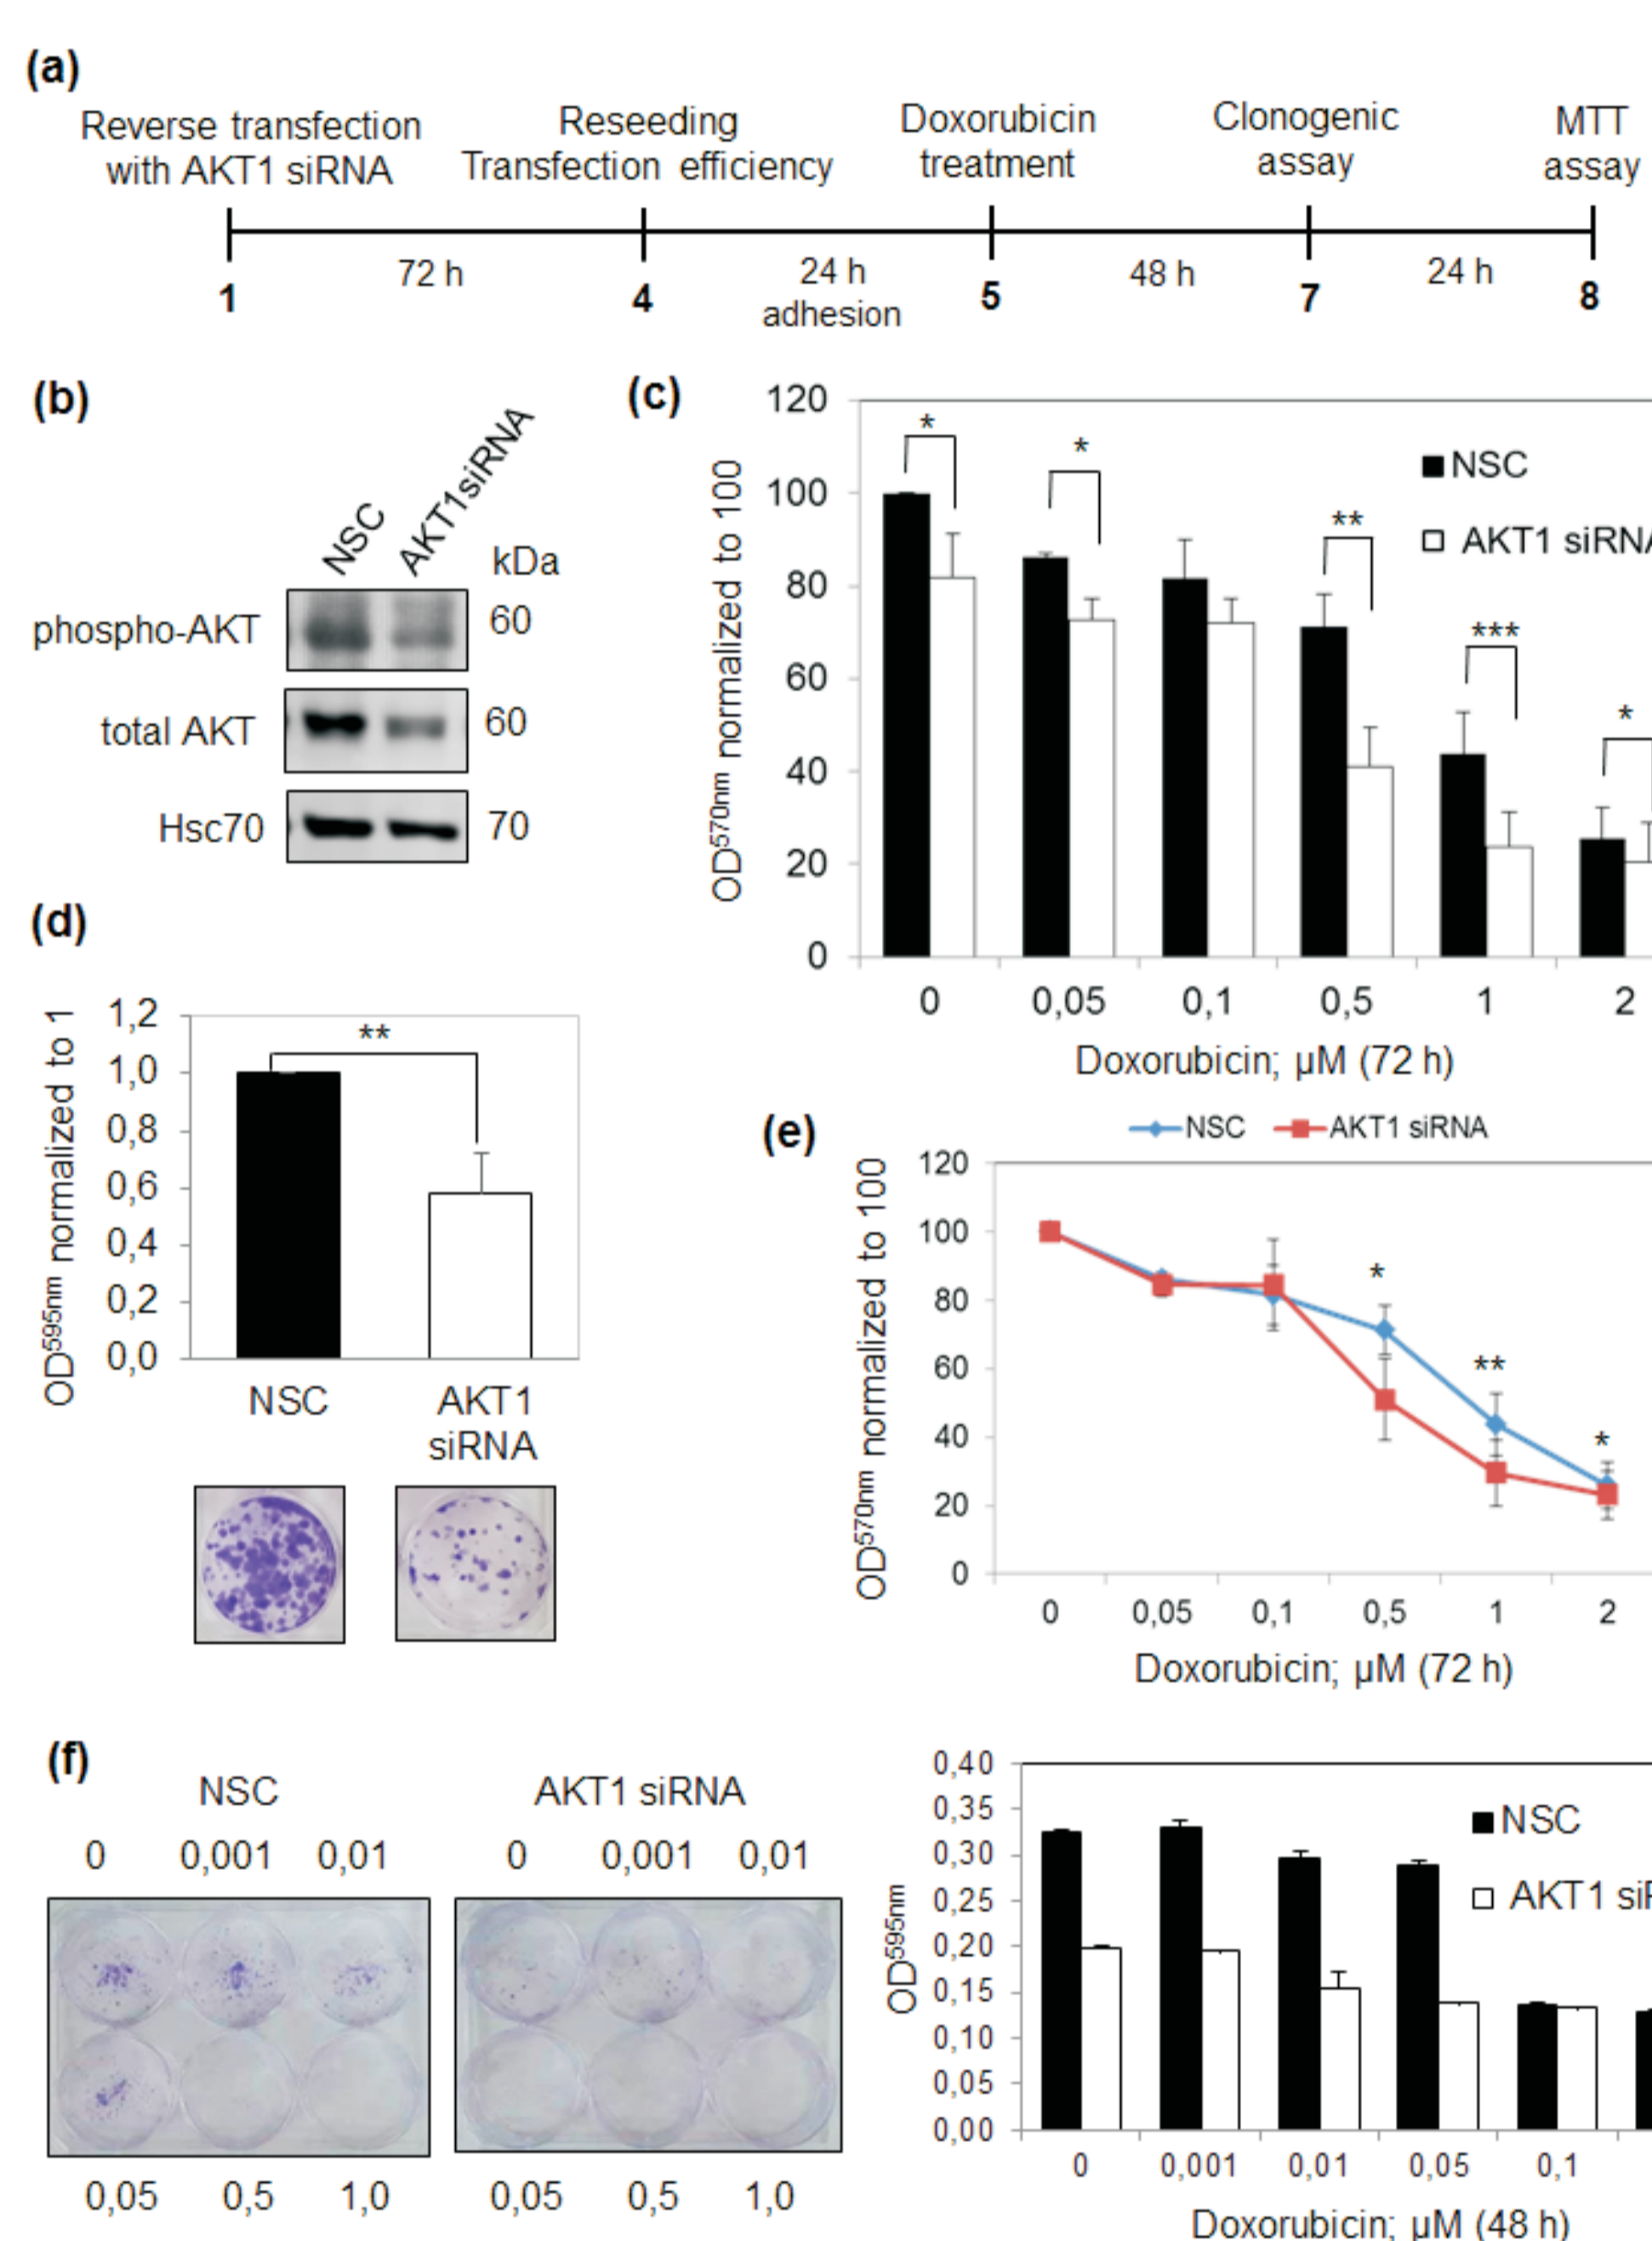 (a)
Reverse transfection
with AKT1 siRNA
Reseeding
Transfection efficiency
Doxorubicin
treatment
Clonogenic
assay
MTT
assay
72 h
24 h
adhesion
48 h
24 h
1
4
5
7
8
(b)
NSC
AKT1siRNA
kDa
phospho-AKT
60
total AKT
60
Hsc70
70
(c)
OD570nm normalized to 100
120
100
80
60
40
20
0
*
*
**
***
*
NSC
AKT1 siRNA
0 0,05 0,1 0,5 1 2
Doxorubicin; µM (72 h)
(d)
OD595nm normalized to 1
1,2
1,0
0,8
0,6
0,4
0,2
0,0
**
NSC
AKT1
siRNA
(e)
NSC AKT1 siRNA
OD570nm normalized to 100
120
100
80
60
40
20
0
*
**
*
0 0,05 0,1 0,5 1 2
Doxorubicin; µM (72 h)
(f)
NSC
0 0,001 0,01
0,05 0,5 1,0
AKT1 siRNA
0 0,001 0,01
0,05 0,5 1,0
OD595nm
0,40
0,35
0,30
0,25
0,20
0,15
0,10
0,05
0,00
NSC
AKT1
0 0,001 0,01 0,05 0,1
Doxorubicin; µM (48 h)